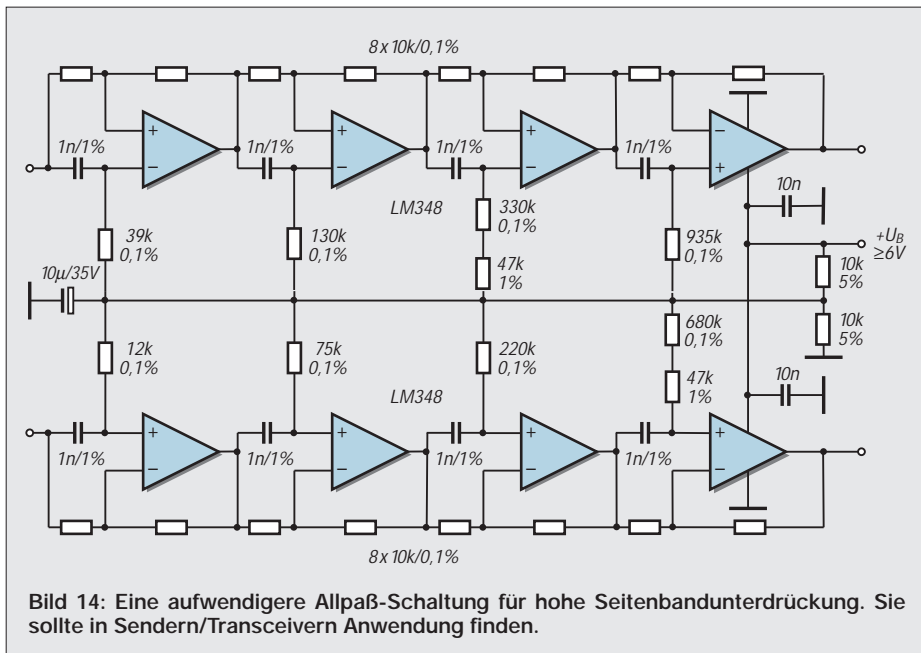 8 x 10k/0,1%
+
−
+
−
+
−
−
+
1n/1%
1n/1%
1n/1%
1n/1%
LM348
10n
39k
0,1%
130k
0,1%
330k
0,1%
47k
1%
935k
0,1%
+UB
≥6V
10µ/35V
10k
5%
10k
5%
12k
0,1%
75k
0,1%
220k
0,1%
680k
0,1%
47k
1%
10n
LM348
+
−
+
−
+
−
+
−
1n/1%
1n/1%
1n/1%
1n/1%
8 x 10k/0,1%
Bild 14: Eine aufwendigere Allpaß-Schaltung für hohe Seitenbandunterdrückung. Sie
sollte in Sendern/Transceivern Anwendung finden.